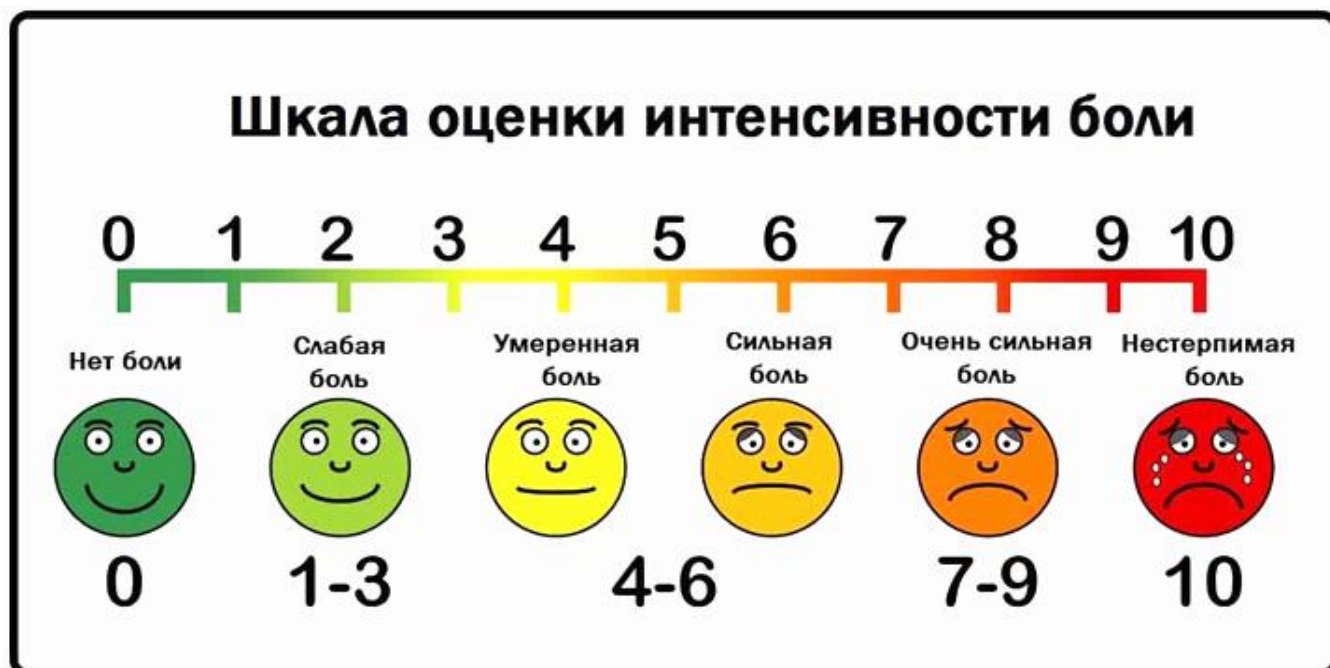 Шкала оценки интенсивности боли
0 1 2 3 4 5 6 7 8 9 10
Нет боли
Слабая
боль
Умеренная
боль
Сильная
боль
Очень сильная
боль
Нестерпимая
боль
0 1-3 4-6 7-9 10